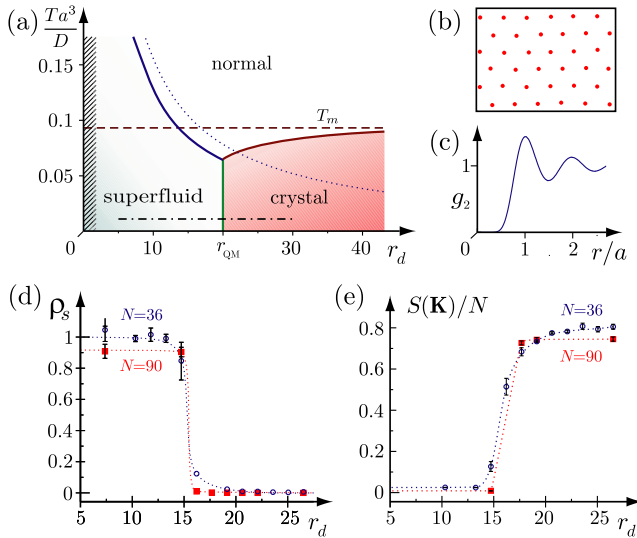 (a)
Ta³/D
0.15
0.1
0.05
0
normal
T_m
superfluid
crystal
10
r_QM
30
40
r_d
(b)
(c)
1
g₂
0
1
2
r/a
(d)
ρ_s
N=36
N=90
1
0.8
0.6
0.4
0.2
0
5
10
15
20
25
r_d
(e)
S(K)/N
0.8
0.6
0.4
0.2
0
N=36
N=90
5
10
15
20
25
r_d